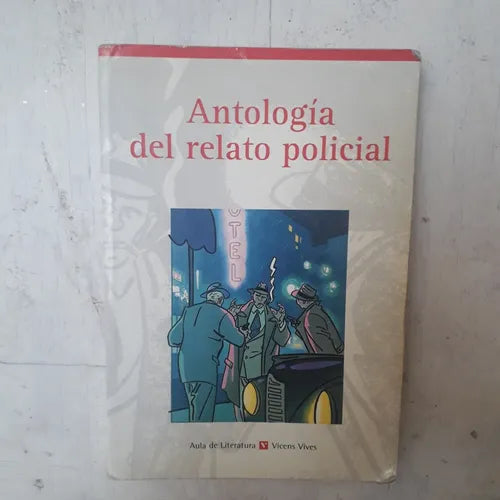 Antología
del relato policial
OTEL
Aula de Literatura V Vicens Vives